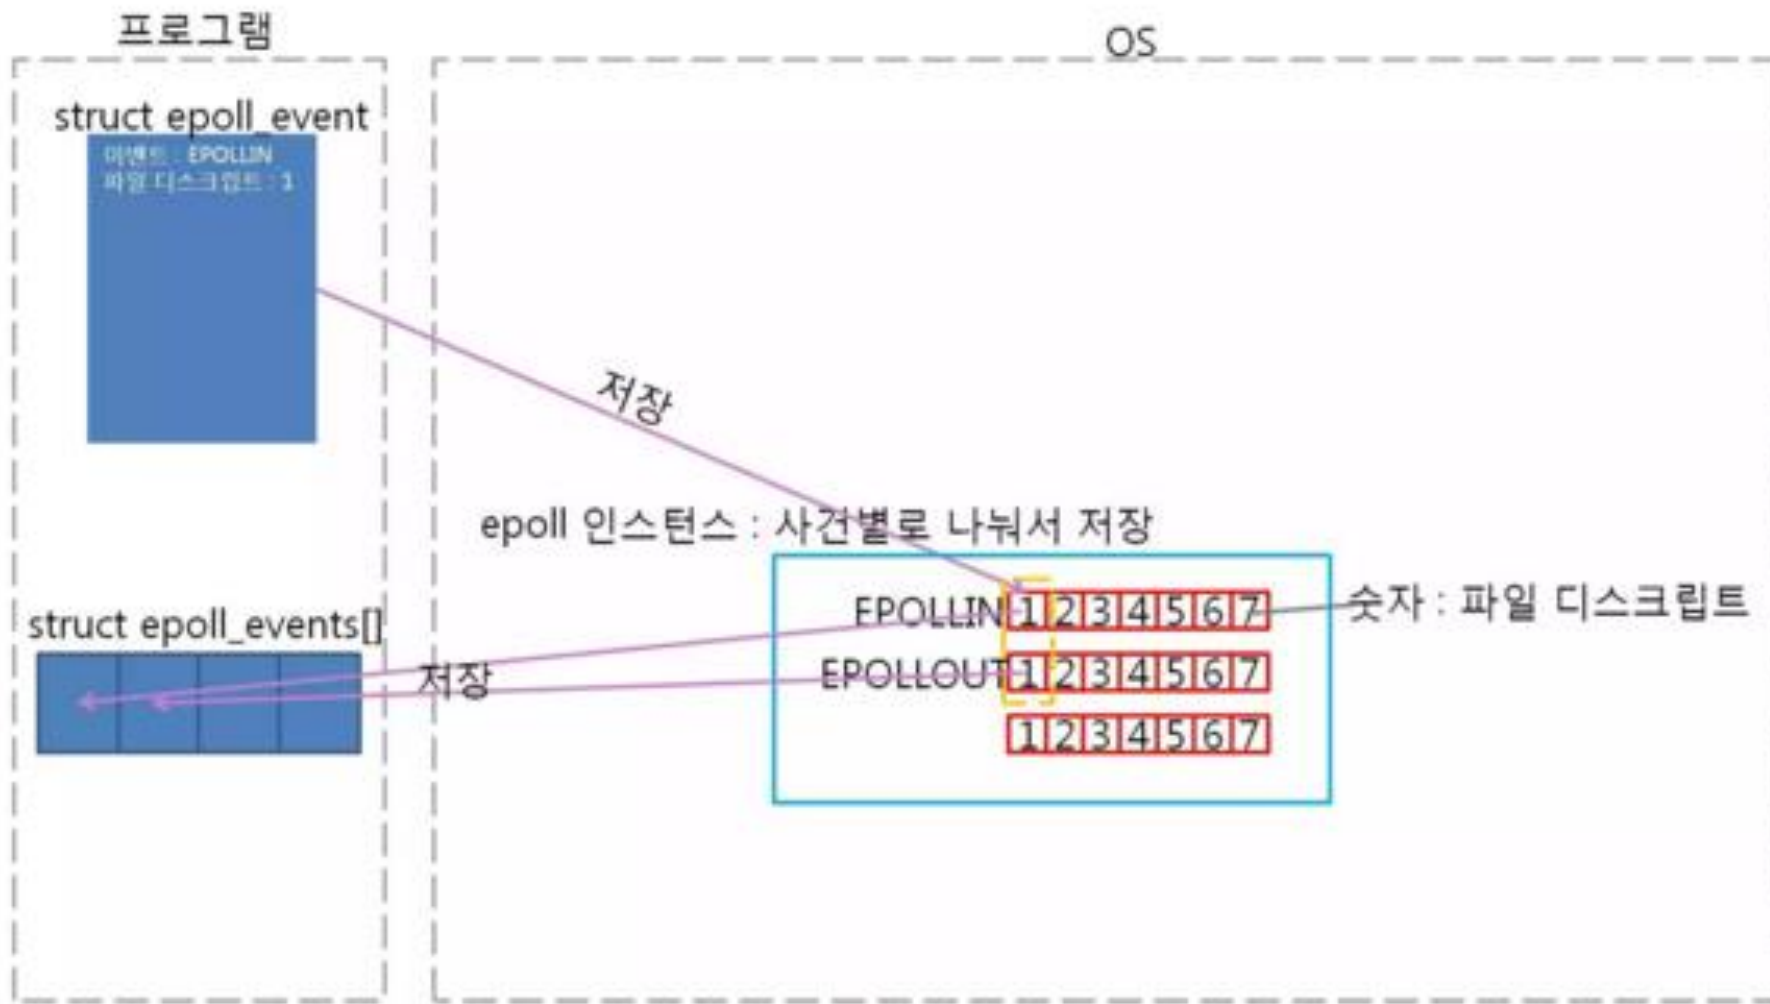 프로그램
OS
struct epoll_event
이벤트 : EPOLLIN
파일 디스크립트 : 1
저장
epoll 인스턴스 : 사건별로 나눠서 저장
EPOLLIN 1 2 3 4 5 6 7
숫자 : 파일 디스크립트
struct epoll_events[]
저장
EPOLLOUT 1 2 3 4 5 6 7
1 2 3 4 5 6 7